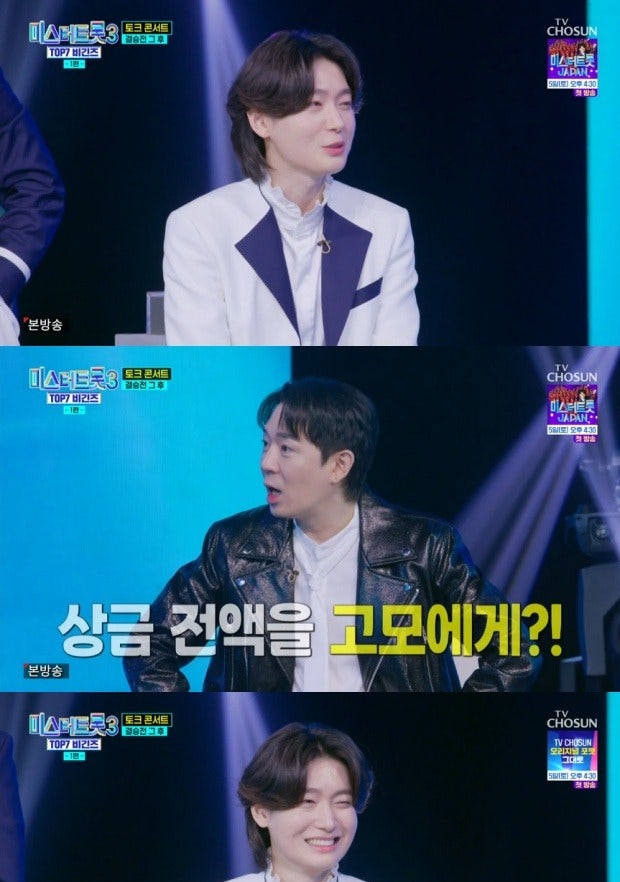 미스터트롯3
TOP7 비긴즈
-1편-
토크 콘서트
결승전 그 후
TV
CHOSUN
미스터트롯
JAPAN
5일(토) 오후 4:30
첫 방송
본방송
미스터트롯3
TOP7 비긴즈
-1편-
토크 콘서트
결승전 그 후
TV
CHOSUN
미스터트롯
JAPAN
5일(토) 오후 4:30
첫 방송
상금 전액을 고모에게?!
본방송
미스터트롯3
TOP7 비긴즈
-1편-
토크 콘서트
결승전 그 후
TV
CHOSUN
TV CHOSUN
오리지널 포맷
그대로
5일(토) 오후 4:30
첫 방송